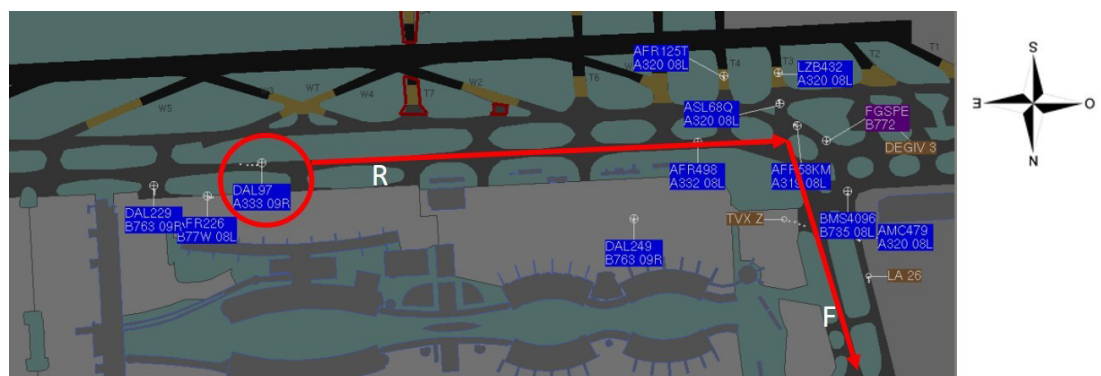 AFR125T
A320 08L
T4
T3
LZB432
A320 08L
T2
T1
W5
WT
W4
T7
W2
T6
ASL68Q
A320 08L
FGSPE
B772
DEGIV 3
R
DAL97
A333 09R
AFR498
A332 08L
AFR58KM
A319 08L
DAL229
B763 09R
AFR226
B77W 08L
DAL249
B763 09R
TVX Z
BMS4096
B735 08L
AMC479
A320 08L
LA 26
F
S
E
O
N